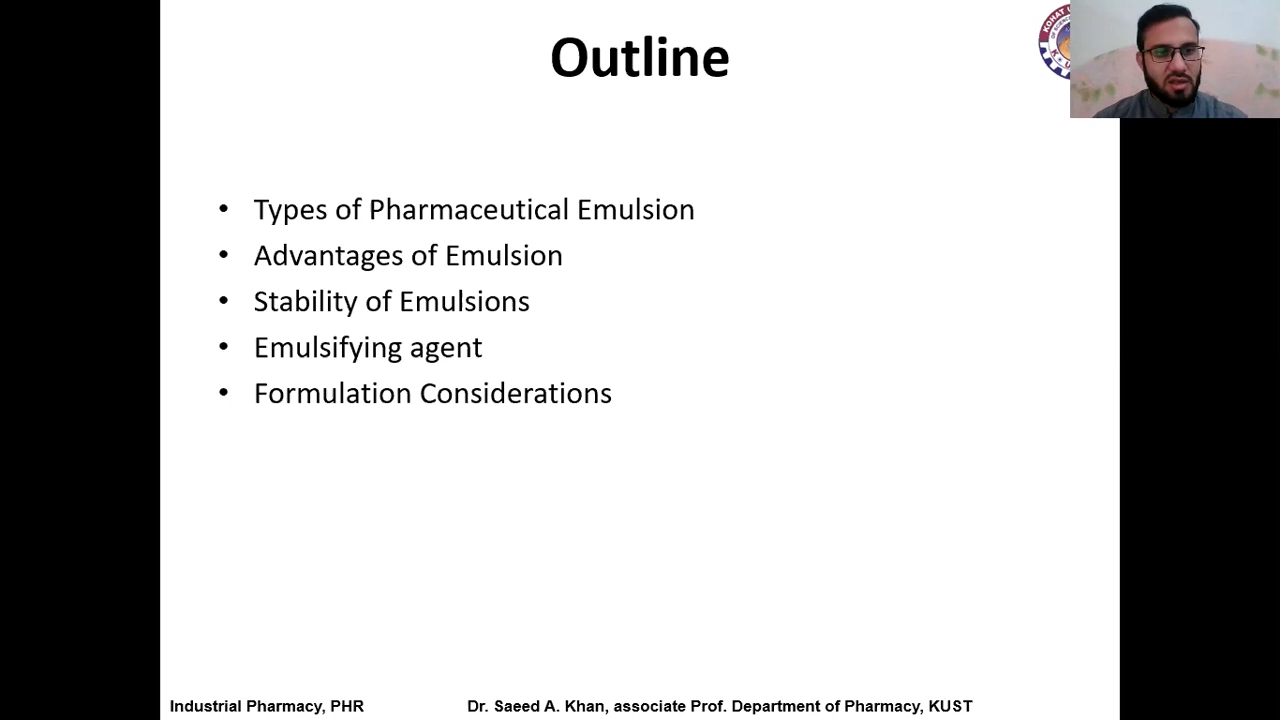 Outline
• Types of Pharmaceutical Emulsion
• Advantages of Emulsion
• Stability of Emulsions
• Emulsifying agent
• Formulation Considerations
Industrial Pharmacy, PHR Dr. Saeed A. Khan, associate Prof. Department of Pharmacy, KUST